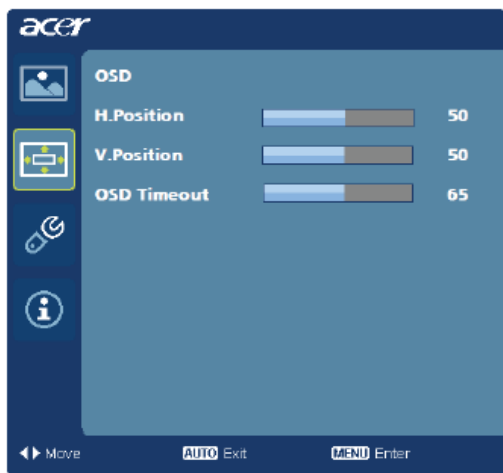 acer
OSD
H.Position 50
V.Position 50
OSD Timeout 65
Move AUTO Exit MENU Enter